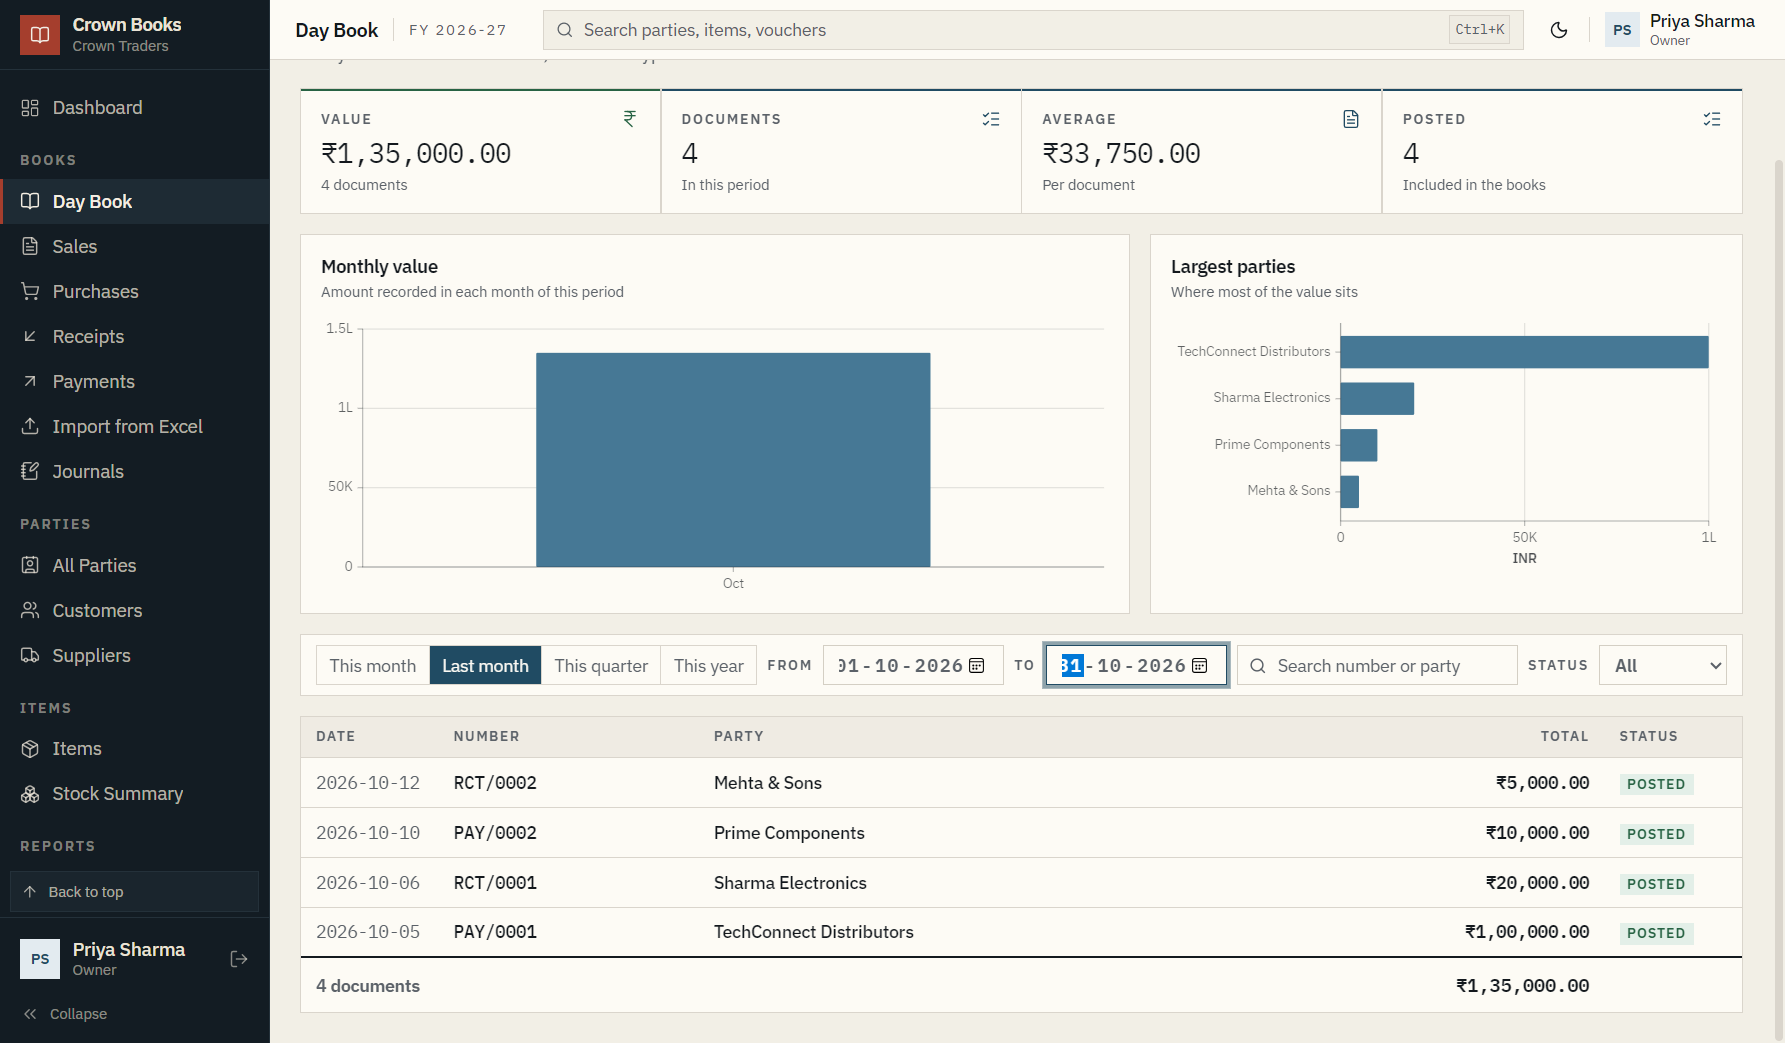 Crown Books
Crown Traders
Dashboard
BOOKS
Day Book
Sales
Purchases
Receipts
Payments
Import from Excel
Journals
PARTIES
All Parties
Customers
Suppliers
ITEMS
Items
Stock Summary
REPORTS
Back to top
PS
Priya Sharma
Owner
Collapse
Day Book
FY 2026-27
Search parties, items, vouchers
Ctrl+K
PS
Priya Sharma
Owner
VALUE
₹1,35,000.00
4 documents
DOCUMENTS
4
In this period
AVERAGE
₹33,750.00
Per document
POSTED
4
Included in the books
Monthly value
Amount recorded in each month of this period
1.5L
1L
50K
0
Oct
Largest parties
Where most of the value sits
TechConnect Distributors
Sharma Electronics
Prime Components
Mehta & Sons
0 50K 1L
INR
This month Last month This quarter This year FROM 01-10-2026 TO 31-10-2026 Search number or party STATUS All
DATE NUMBER PARTY TOTAL STATUS
2026-10-12 RCT/0002 Mehta & Sons ₹5,000.00 POSTED
2026-10-10 PAY/0002 Prime Components ₹10,000.00 POSTED
2026-10-06 RCT/0001 Sharma Electronics ₹20,000.00 POSTED
2026-10-05 PAY/0001 TechConnect Distributors ₹1,00,000.00 POSTED
4 documents ₹1,35,000.00